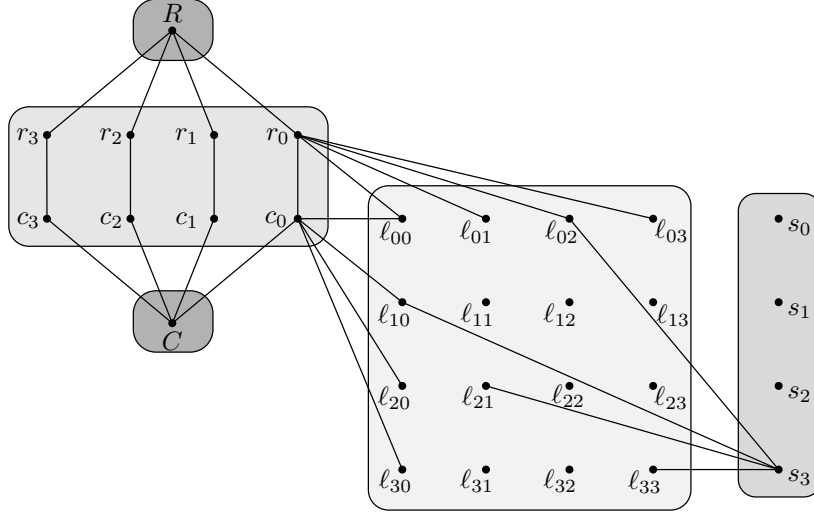 R
r₃ r₂ r₁ r₀
c₃ c₂ c₁ c₀ ℓ₀₀ ℓ₀₁ ℓ₀₂ ℓ₀₃ s₀
ℓ₁₀ ℓ₁₁ ℓ₁₂ ℓ₁₃ s₁
C
ℓ₂₀ ℓ₂₁ ℓ₂₂ ℓ₂₃ s₂
ℓ₃₀ ℓ₃₁ ℓ₃₂ ℓ₃₃ s₃